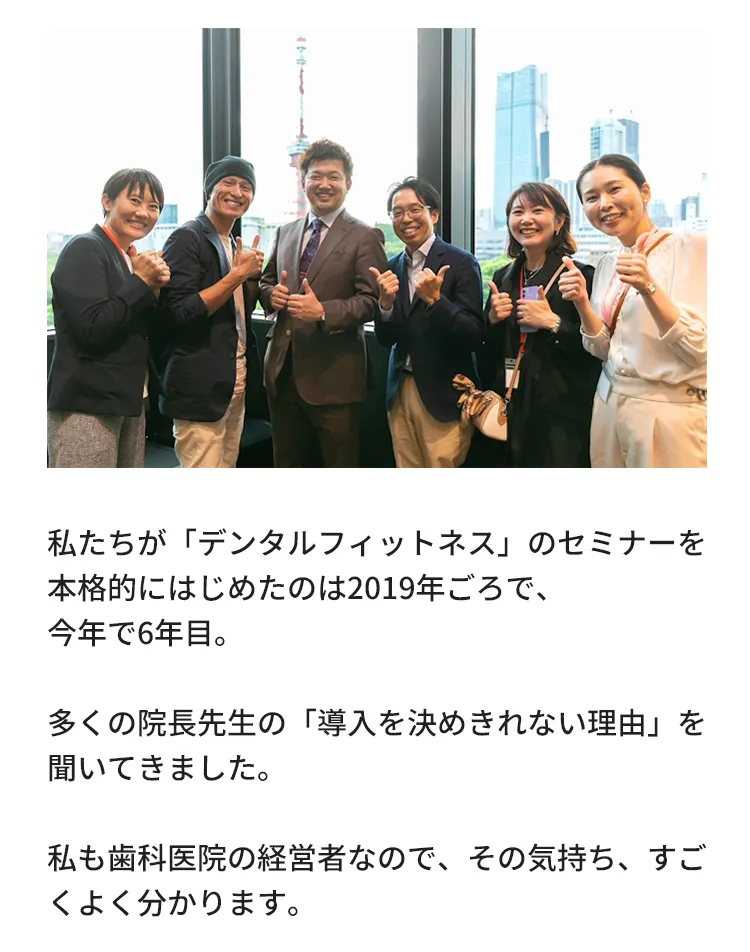 私たちが「デンタルフィットネス」のセミナーを
本格的にはじめたのは2019年ごろで、
今年で6年目。
多くの院長先生の「導入を決めきれない理由」を
聞いてきました。
私も歯科医院の経営者なので、その気持ち、すご
くよく分かります。